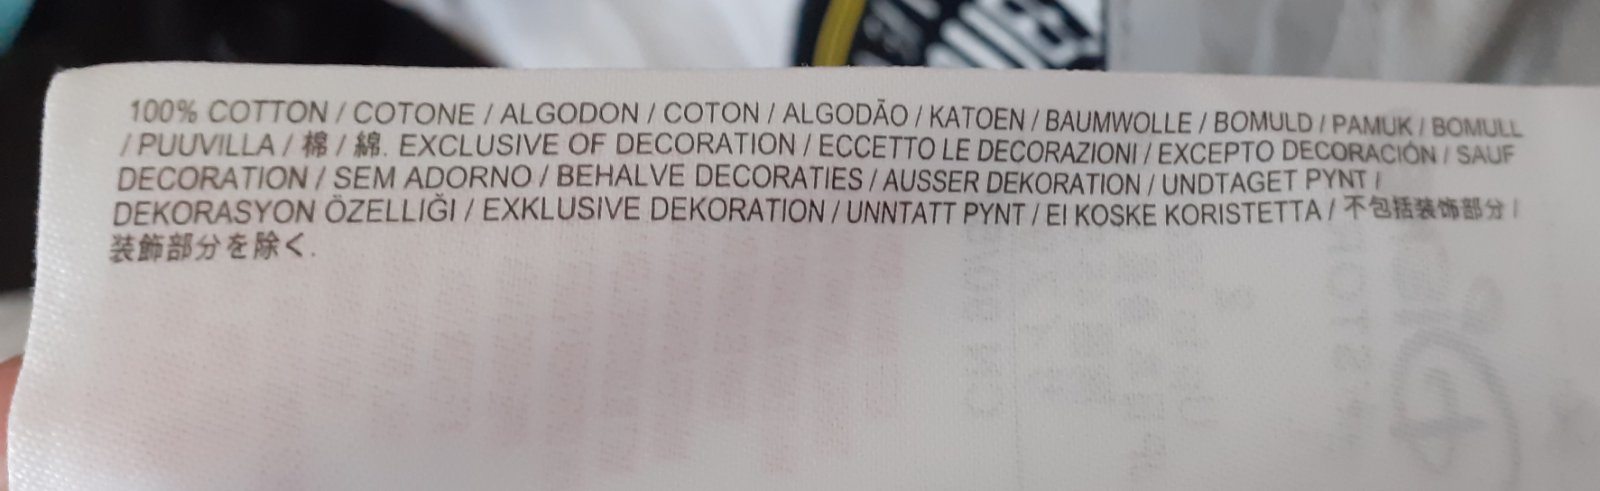 100% COTTON / COTONE / ALGODON / COTON / ALGODÃO / KATOEN / BAUMWOLLE / BOMULD / PAMUK / BOMULL
/ PUUVILLA / 棉 / 綿. EXCLUSIVE OF DECORATION / ECCETTO LE DECORAZIONI / EXCEPTO DECORACIÓN / SAUF
DECORATION / SEM ADORNO / BEHALVE DECORATIES / AUSSER DEKORATION / UNDTAGET PYNT /
DEKORASYON ÖZELLIĞI / EXKLUSIVE DEKORATION / UNNTATT PYNT / EI KOSKE KORISTETTA / 不包括装饰部分 /
装飾部分を除く.